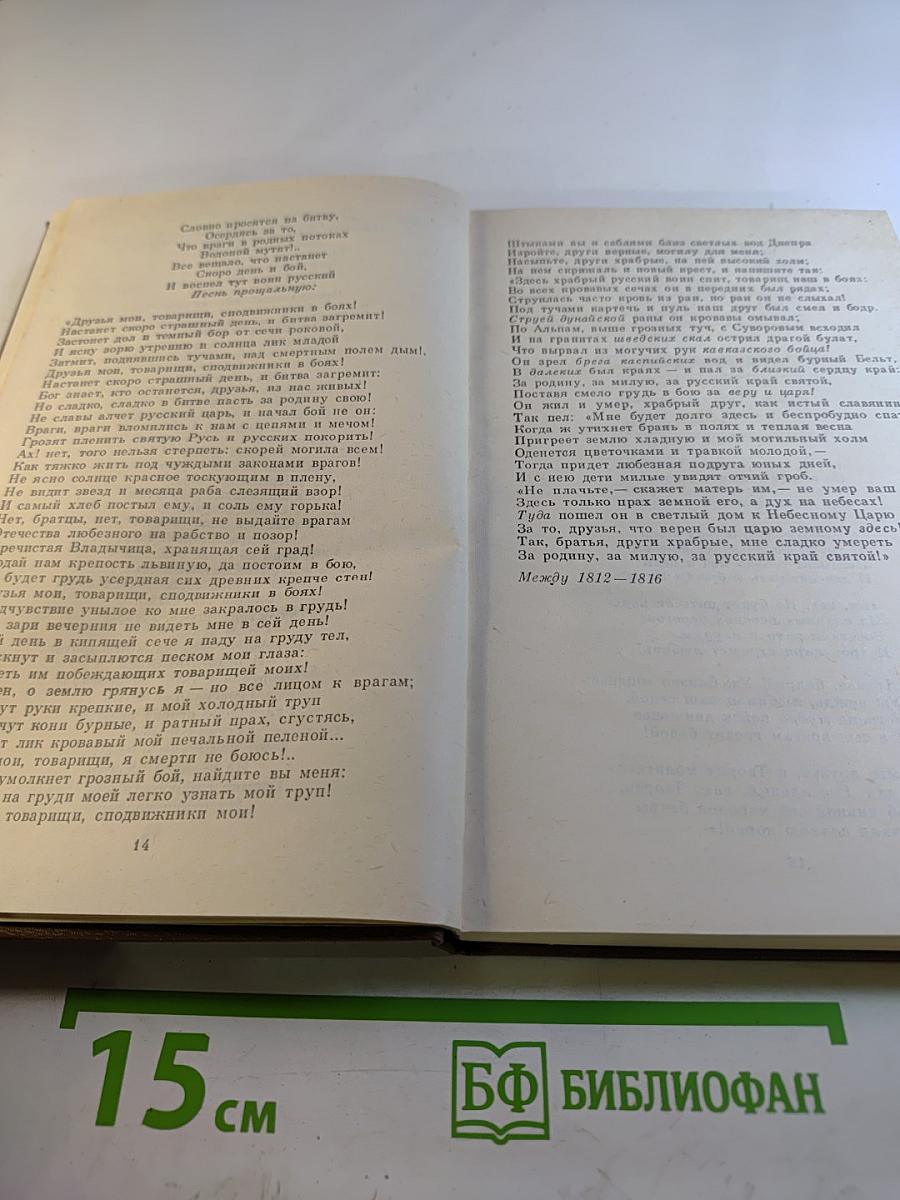 Словно просятся на битву,
Осердясь за то,
Что враги в родных потоках
Водопой мутят!..
Все вещало, что настанет
Скоро день и бой,
И воспел тут воин русский
Песнь прощальную:
«Друзья мои, товарищи, сподвижники в боях!
Настанет скоро страшный день, и битва загремит!
Застонет дол и темный бор от сечи роковой,
И ясну зорю утренню и солнца лик младой
Затмит, поднявшись тучами, над смертным полем дым!.
Друзья мои, товарищи, сподвижники в боях!
Настанет скоро страшный день, и битва загремит:
Бог знает, кто останется, друзья, из нас живых!
Но сладко, сладко в битве пасть за родину свою!
Не славы алчет русский царь, и начал бой не он:
Враги, враги вломились к нам с цепями и мечом!
Грозят пленить святую Русь и русских покорить!
Ах! нет, того нельзя стерпеть: скорей могила всем!
Как тяжко жить под чуждыми законами врагов!
Не ясно солнце красное тоскующим в плену,
Не видит звезд и месяца раба слезящий взор!
И самый хлеб постыл ему, и соль ему горька!
Нет, братцы, нет, товарищи, не выдайте врагам
Отечества любезного на рабство и позор!
речистая Владычица, хранящая сей град!
одай нам крепость львиную, да постоим в бою,
будет грудь усердная сих древних крепче стен!
узья мои, товарищи, сподвижники в боях!
дчувствие унылое ко мне закралось в грудь!
зари вечерния не видеть мне в сей день!
й день в кипящей сече я паду на груду тел,
кнут и засыплются песком мои глаза:
еть им побеждающих товарищей моих!
ен, о землю грянусь я — но все лицом к врагам;
ут руки крепкие, и мой холодный труп
чут кони бурные, и ратный прах, сгустясь,
т лик кровавый мой печальной пеленой...
мои, товарищи, я смерти не боюсь!..
умолкнет грозный бой, найдите вы меня:
на груди моей легко узнать мой труп!
товарищи, сподвижники мои!
14
Штыками вы и саблями близ светлых вод Днепра
Изройте, други верные, могилу для меня;
Насыпьте, други храбрые, на ней высокий холм;
На нем скрижаль и новый крест, и напишите так:
«Здесь храбрый русский воин спит, товарищ наш в боях:
Во всех кровавых сечах он в передних был рядах;
Струилась часто кровь из ран, но ран он не слыхал!
Под тучами картечь и пуль наш друг был смел и бодр.
Струей дунайской раны он кровавы омывал;
По Альпам, выше грозных туч, с Суворовым всходил
И на гранитах шведских скал острил драгой булат,
Что вырвал из могучих рук кавказского бойца!
Он зрел брега каспийских вод и видел бурный Бельт,
В далеких был краях — и пал за близкий сердцу край:
За родину, за милую, за русский край святой,
Поставя смело грудь в бою за веру и царя!
Он жил и умер, храбрый друг, как истый славянин
Так пел: «Мне будет долго здесь и беспробудно спат
Когда ж утихнет брань в полях и теплая весна
Пригреет землю хладную и мой могильный холм
Оденется цветочками и травкой молодой,—
Тогда придет любезная подруга юных дней,
И с нею дети милые увидят отчий гроб.
«Не плачьте,— скажет матерь им,— не умер ваш
Здесь только прах земной его, а дух на небесах!
Туда пошел он в светлый дом к Небесному Царю
За то, друзья, что верен был царю земному здесь!
Так, братья, други храбрые, мне сладко умереть
За родину, за милую, за русский край святой!»
Между 1812—1816
15 см
БФ БИБЛИОФАН